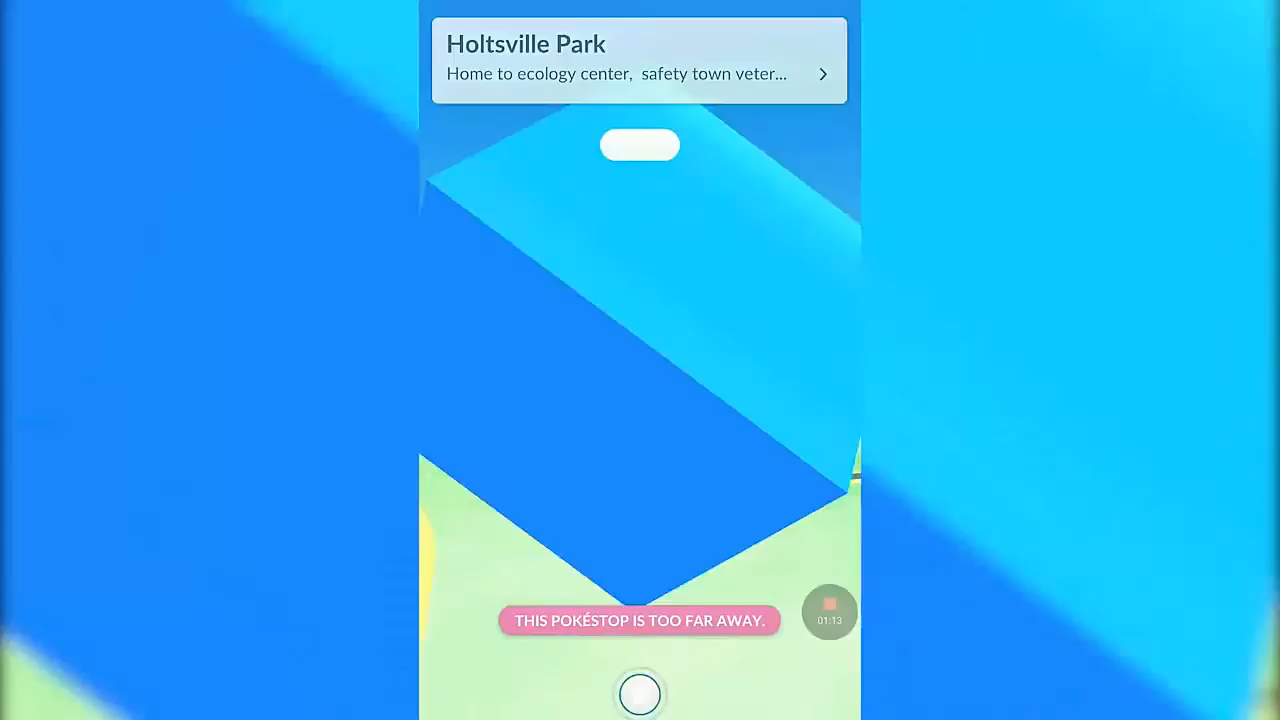 Holtsville Park
Home to ecology center,  safety town veter...
THIS POKÉSTOP IS TOO FAR AWAY.
01:13